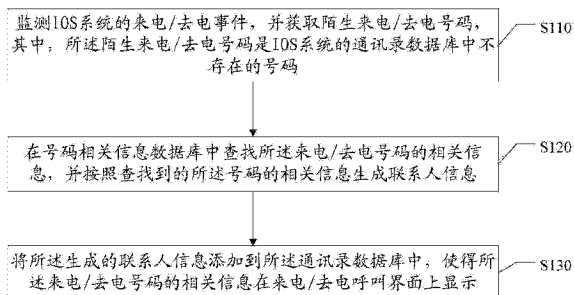 监测IOS系统的来电/去电事件，并获取陌生来电/去电号码，
其中，所述陌生来电/去电号码是IOS系统的通讯录数据库中不
存在的号码
S110
在号码相关信息数据库中查找所述来电/去电号码的相关信
息，并按照查找到的所述号码的相关信息生成联系人信息
S120
将所述生成的联系人信息添加到所述通讯录数据库中，使得所
述来电/去电号码的相关信息在来电/去电呼叫界面上显示
S130